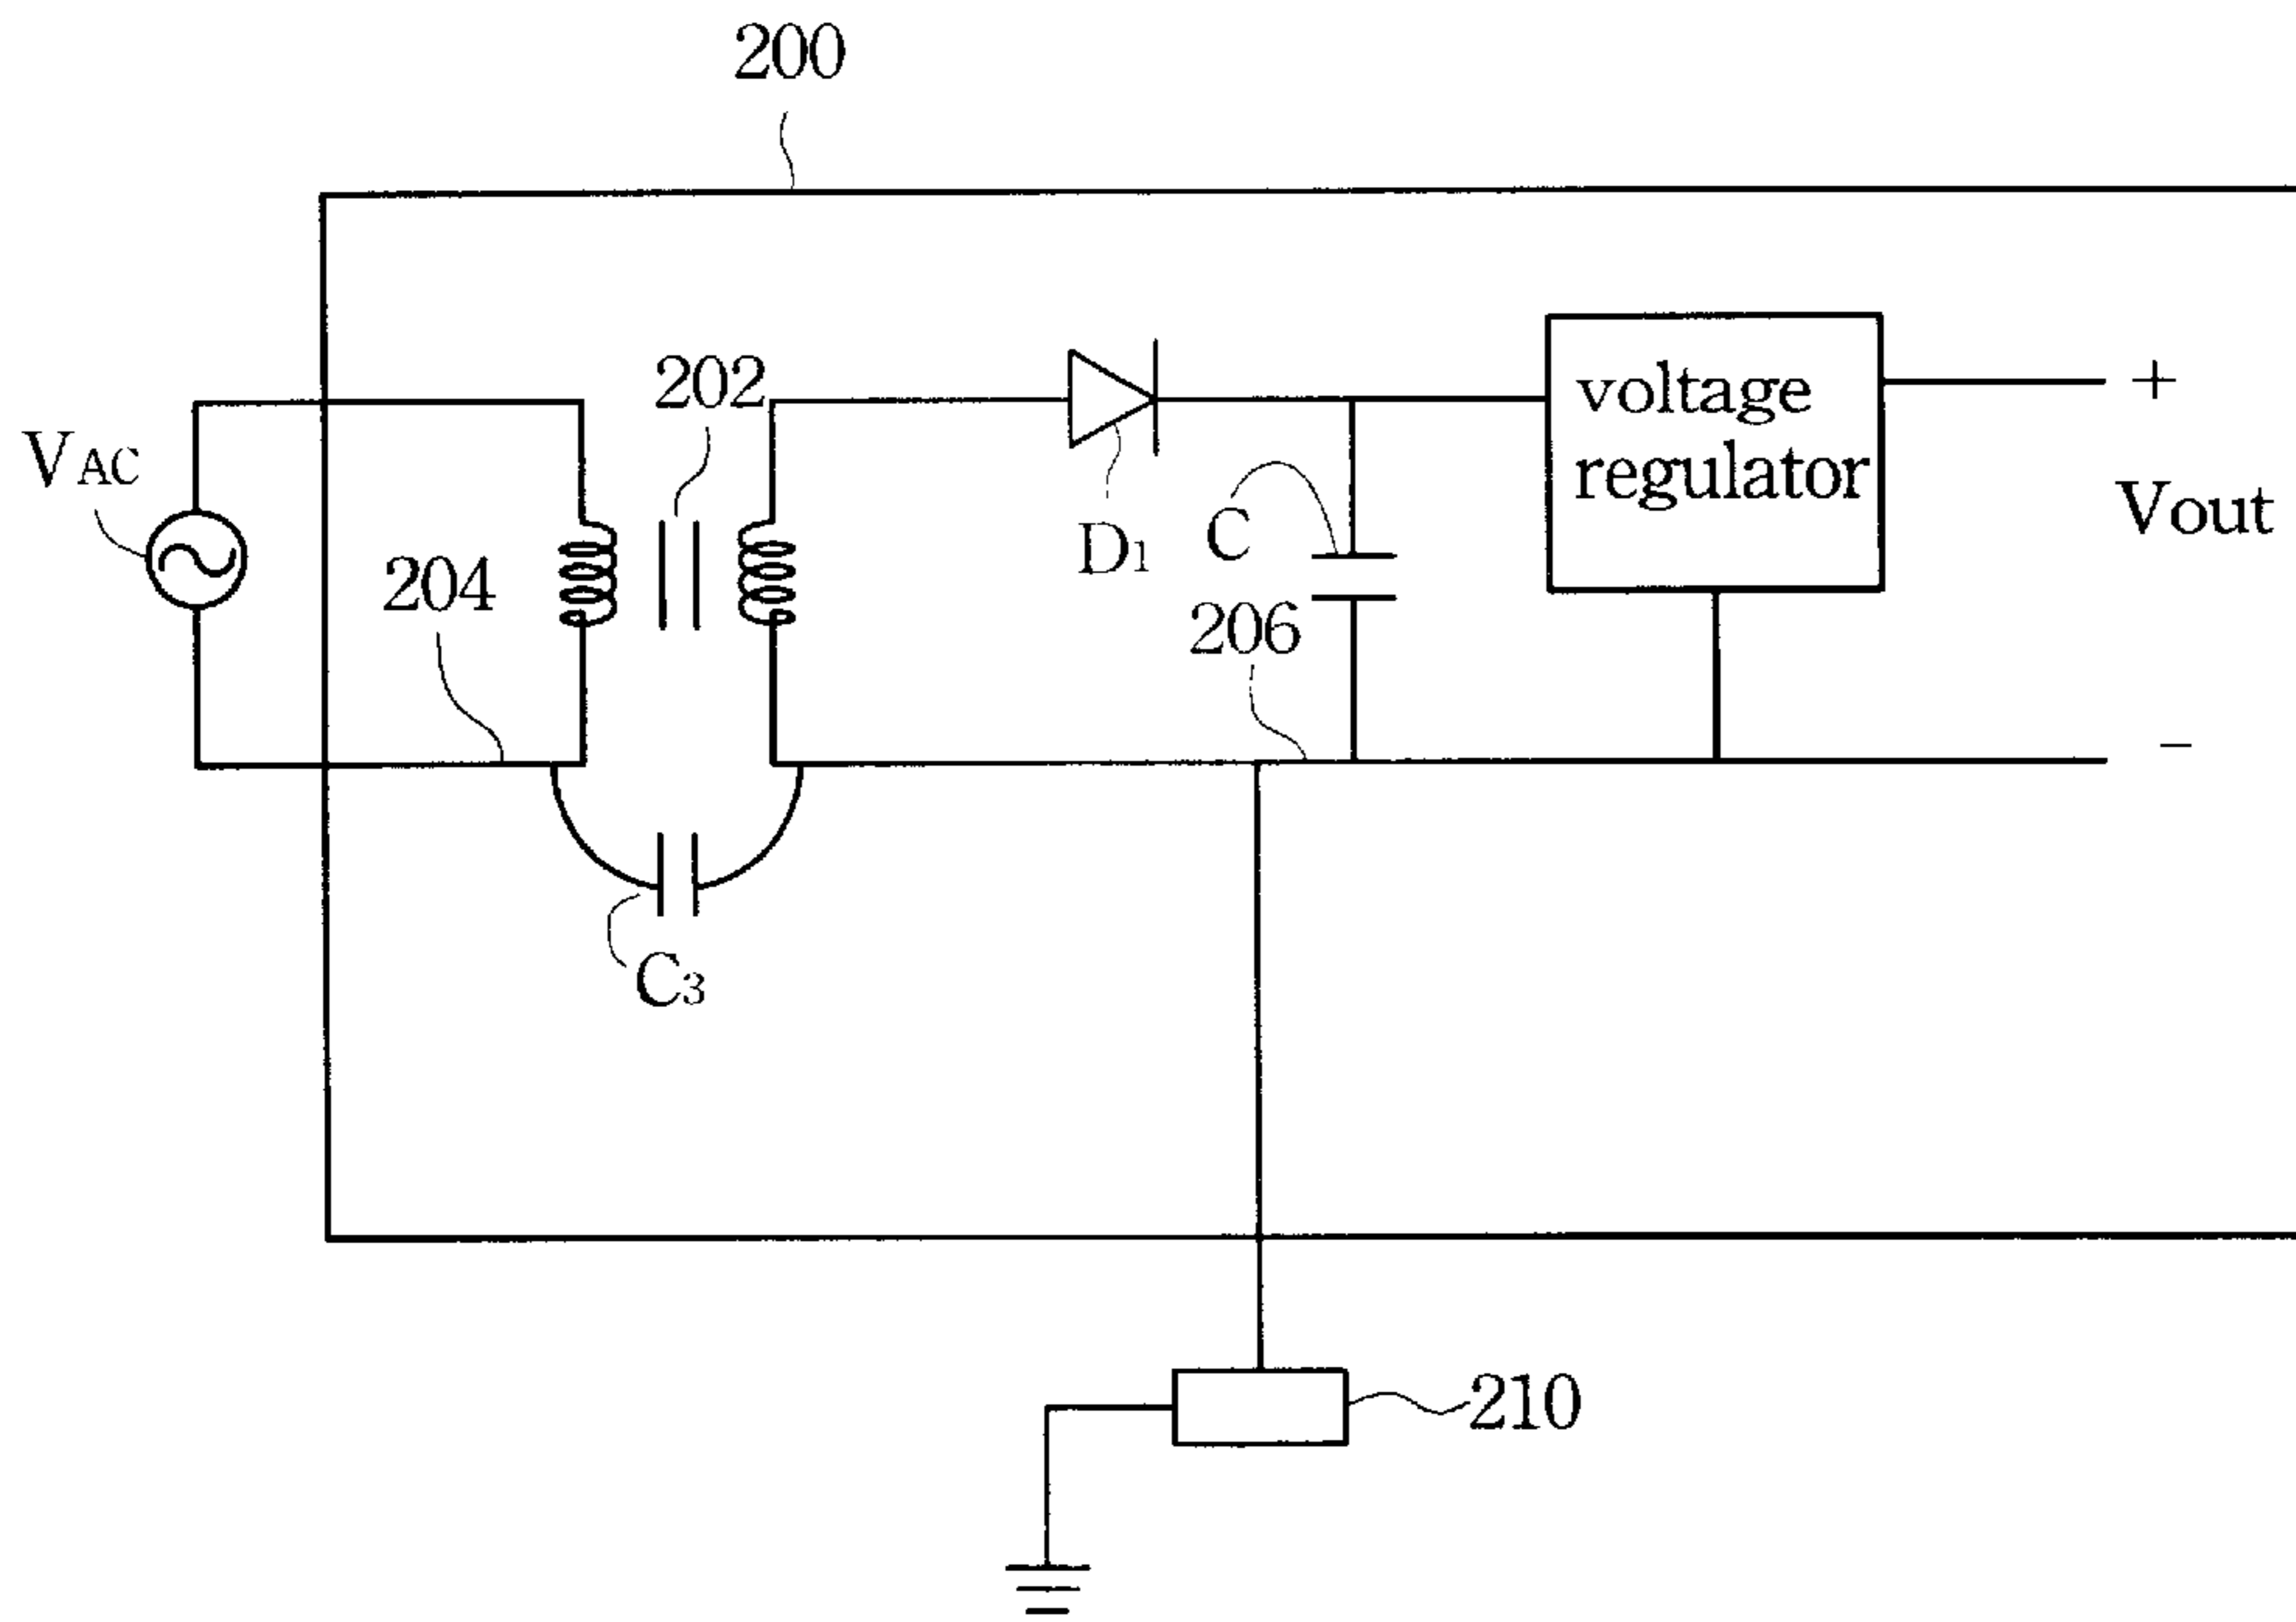 200
202
voltage
regulator
+
VAC
Vout
D1
C
204
206
−
C3
210